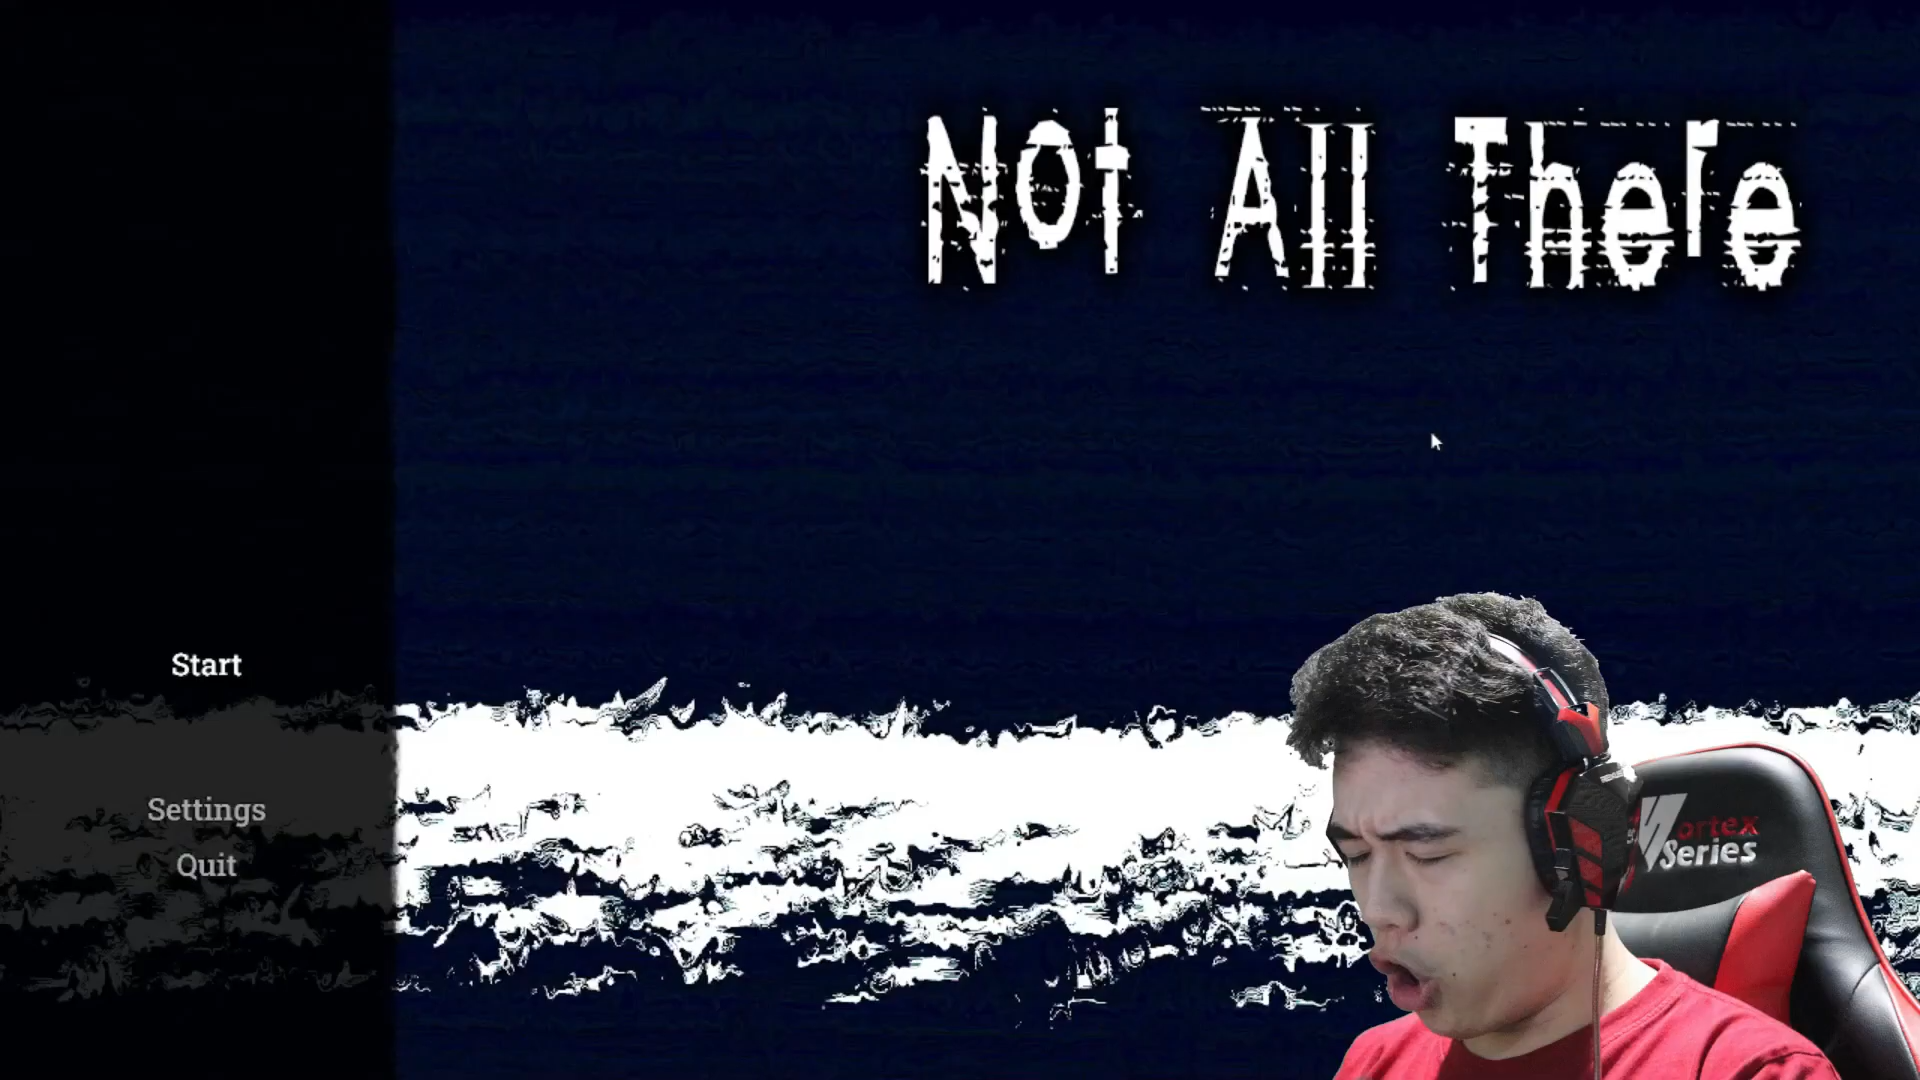 Not All There
Start
Settings
Quit
Vortex
Series